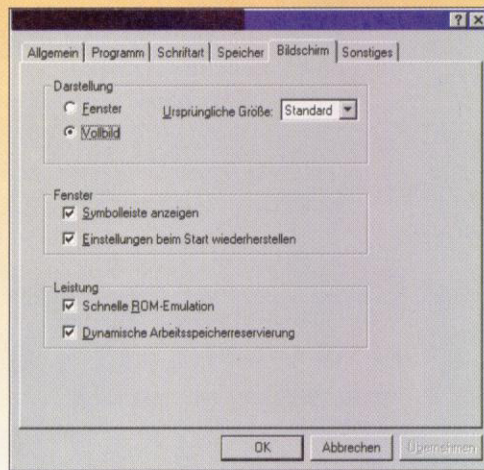 ? ×
Allgemein Programm Schriftart Speicher Bildschirm Sonstiges
Darstellung
Fenster Ursprüngliche Größe: Standard
Vollbild
Fenster
Symbolleiste anzeigen
Einstellungen beim Start wiederherstellen
Leistung
Schnelle ROM-Emulation
Dynamische Arbeitsspeicherreservierung
OK Abbrechen Übernehmen